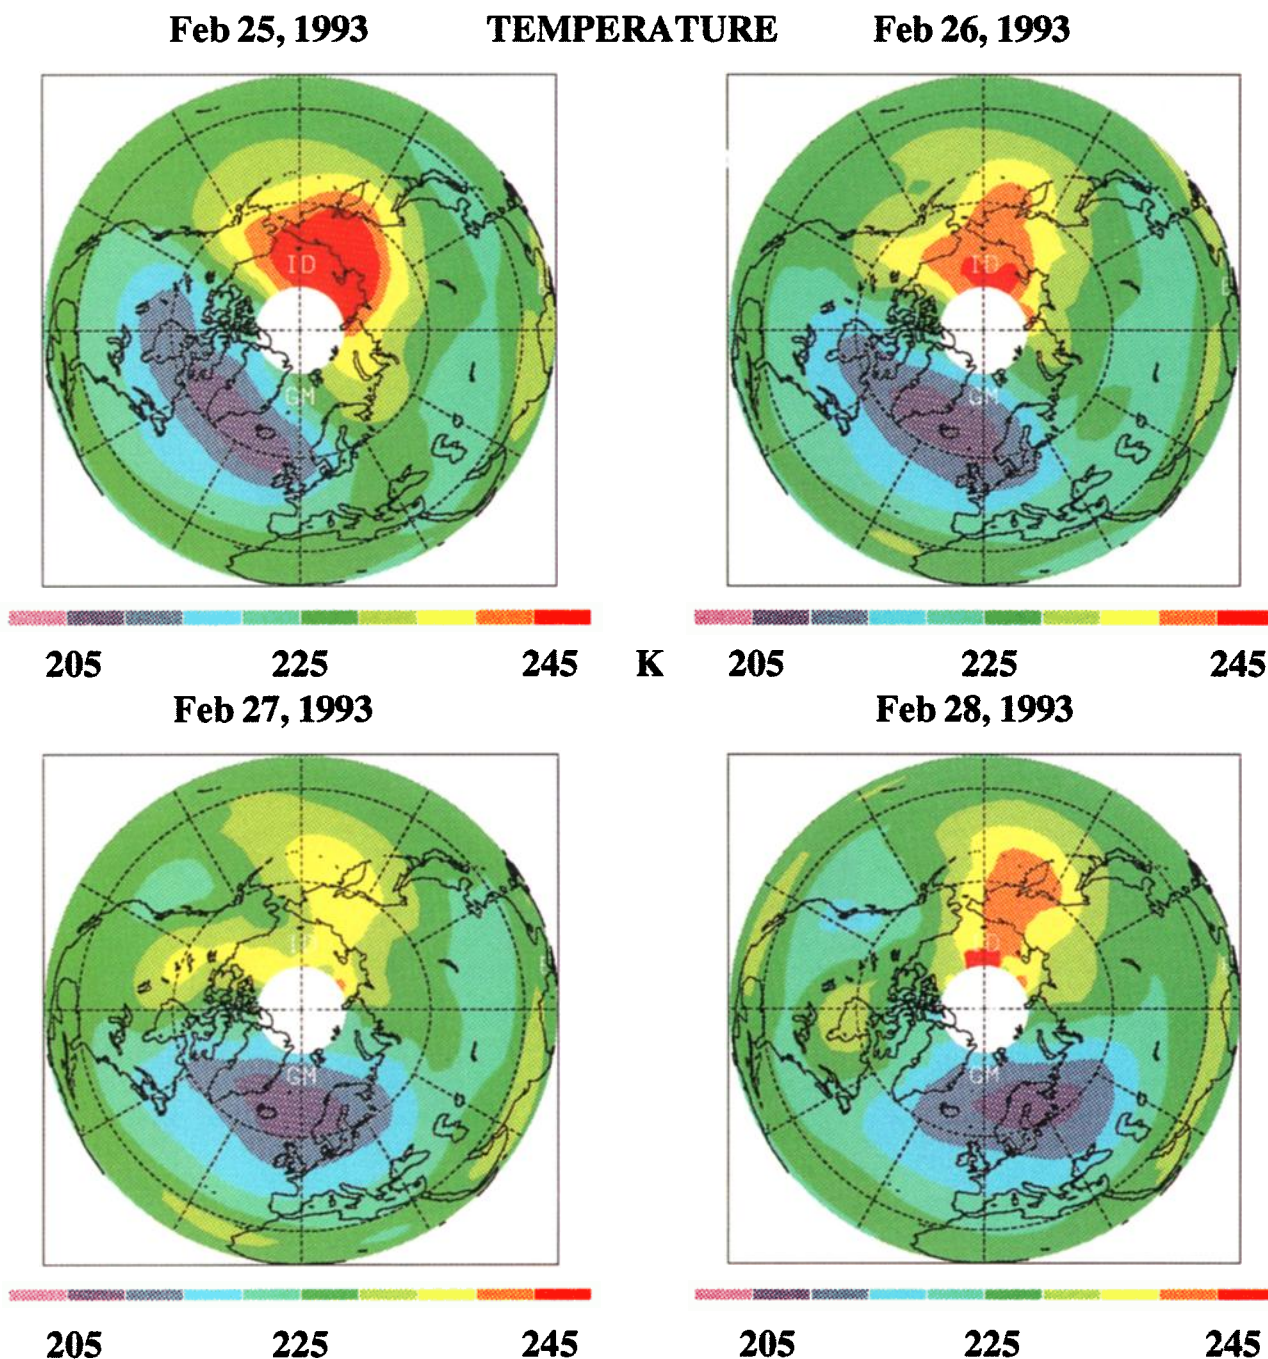 Feb 25, 1993 TEMPERATURE Feb 26, 1993
ID ID
GM GM
205 225 245 K 205 225 245
Feb 27, 1993 Feb 28, 1993
ID ID
GM GM
205 225 245 205 225 245